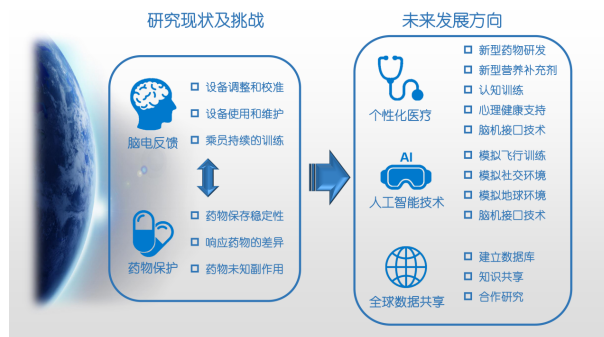 研究现状及挑战
脑电反馈
设备调整和校准
设备使用和维护
乘员持续的训练
药物保护
药物保存稳定性
响应药物的差异
药物未知副作用
未来发展方向
个性化医疗
新型药物研发
新型营养补充剂
认知训练
心理健康支持
脑机接口技术
AI
人工智能技术
模拟飞行训练
模拟社交环境
模拟地球环境
脑机接口技术
全球数据共享
建立数据库
知识共享
合作研究